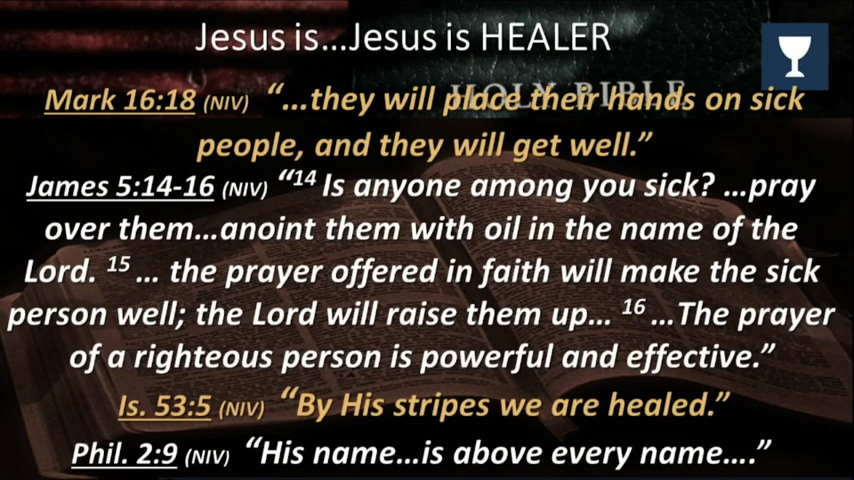 Jesus is...Jesus is HEALER
HOLY BIBLE
Mark 16:18 (NIV) “...they will place their hands on sick
people, and they will get well.”
James 5:14-16 (NIV) “14 Is anyone among you sick? ...pray
over them...anoint them with oil in the name of the
Lord. 15 ... the prayer offered in faith will make the sick
person well; the Lord will raise them up... 16 ...The prayer
of a righteous person is powerful and effective.”
Is. 53:5 (NIV) “By His stripes we are healed.”
Phil. 2:9 (NIV) “His name...is above every name....”